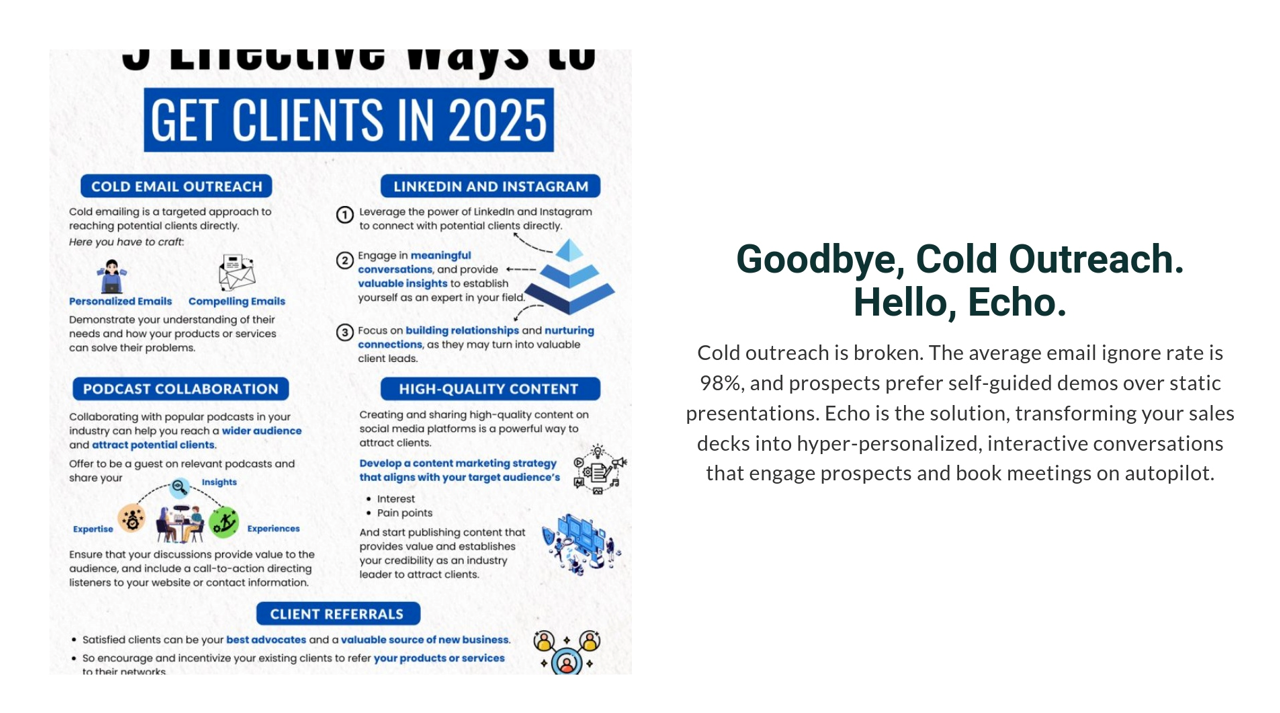 5 Effective Ways to
GET CLIENTS IN 2025
COLD EMAIL OUTREACH
Cold emailing is a targeted approach to
reaching potential clients directly.
Here you have to craft:
Personalized Emails
Compelling Emails
Demonstrate your understanding of their
needs and how your products or services
can solve their problems.
LINKEDIN AND INSTAGRAM
1 Leverage the power of LinkedIn and Instagram
to connect with potential clients directly.
2 Engage in meaningful
conversations, and provide
valuable insights to establish
yourself as an expert in your field.
3 Focus on building relationships and nurturing
connections, as they may turn into valuable
client leads.
PODCAST COLLABORATION
Collaborating with popular podcasts in your
industry can help you reach a wider audience
and attract potential clients.
Offer to be a guest on relevant podcasts and
share your
Insights
Expertise
Experiences
Ensure that your discussions provide value to the
audience, and include a call-to-action directing
listeners to your website or contact information.
HIGH-QUALITY CONTENT
Creating and sharing high-quality content on
social media platforms is a powerful way to
attract clients.
Develop a content marketing strategy
that aligns with your target audience's
• Interest
• Pain points
And start publishing content that
provides value and establishes
your credibility as an industry
leader to attract clients.
CLIENT REFERRALS
• Satisfied clients can be your best advocates and a valuable source of new business.
• So encourage and incentivize your existing clients to refer your products or services
to their networks
Goodbye, Cold Outreach.
Hello, Echo.
Cold outreach is broken. The average email ignore rate is
98%, and prospects prefer self-guided demos over static
presentations. Echo is the solution, transforming your sales
decks into hyper-personalized, interactive conversations
that engage prospects and book meetings on autopilot.